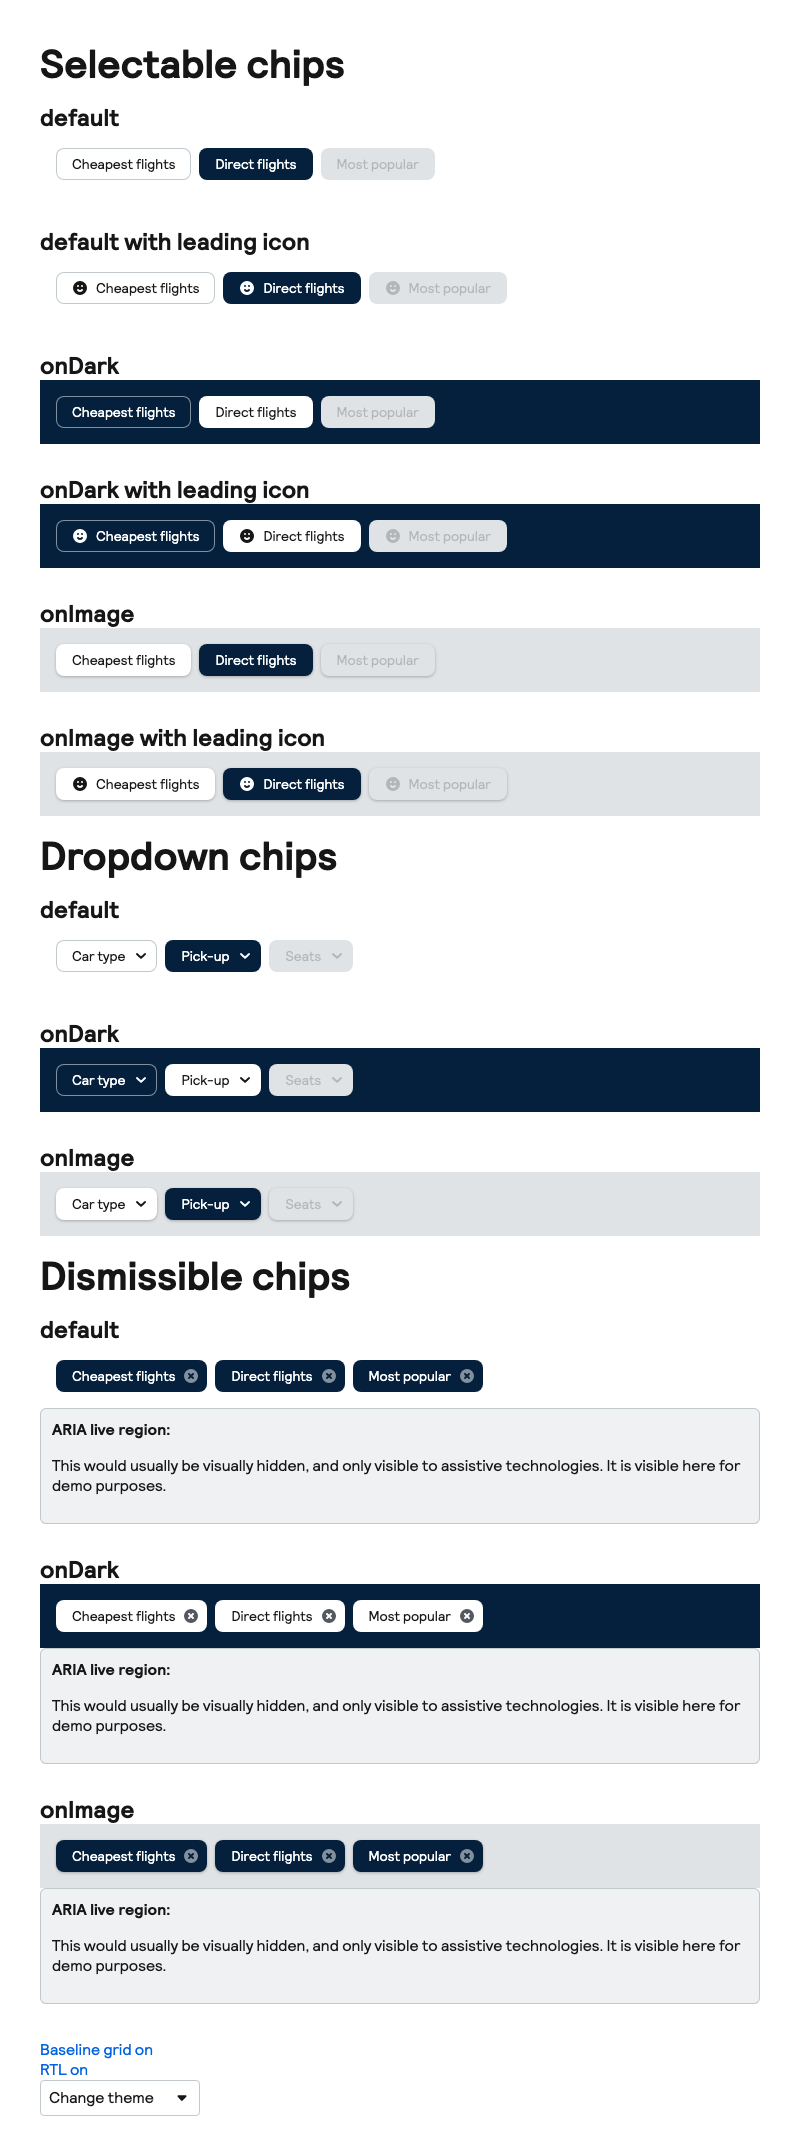 Selectable chips
default
Cheapest flights Direct flights Most popular
default with leading icon
Cheapest flights Direct flights Most popular
onDark
Cheapest flights Direct flights Most popular
onDark with leading icon
Cheapest flights Direct flights Most popular
onImage
Cheapest flights Direct flights Most popular
onImage with leading icon
Cheapest flights Direct flights Most popular
Dropdown chips
default
Car type Pick-up Seats
onDark
Car type Pick-up Seats
onImage
Car type Pick-up Seats
Dismissible chips
default
Cheapest flights Direct flights Most popular
ARIA live region:
This would usually be visually hidden, and only visible to assistive technologies. It is visible here for
demo purposes.
onDark
Cheapest flights Direct flights Most popular
ARIA live region:
This would usually be visually hidden, and only visible to assistive technologies. It is visible here for
demo purposes.
onImage
Cheapest flights Direct flights Most popular
ARIA live region:
This would usually be visually hidden, and only visible to assistive technologies. It is visible here for
demo purposes.
Baseline grid on
RTL on
Change theme